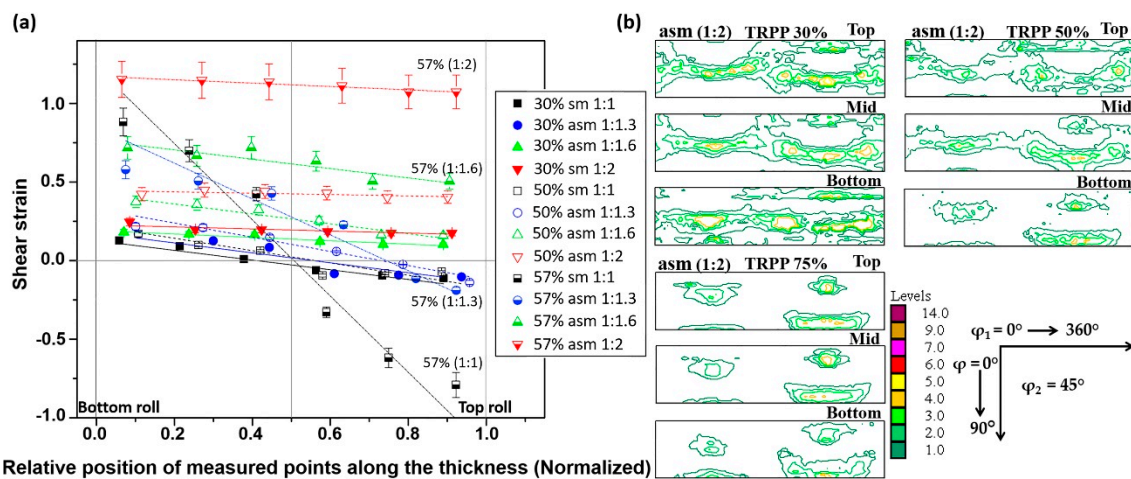 (a)
Shear strain
1.0
0.5
0.0
-0.5
-1.0
57% (1:2)
57% (1:1.6)
57% (1:1.3)
57% (1:1)
Bottom roll
Top roll
0.0
0.2
0.4
0.6
0.8
1.0
Relative position of measured points along the thickness (Normalized)
30% sm 1:1
30% asm 1:1.3
30% asm 1:1.6
30% sm 1:2
50% sm 1:1
50% asm 1:1.3
50% asm 1:1.6
50% asm 1:2
57% sm 1:1
57% asm 1:1.3
57% asm 1:1.6
57% asm 1:2
(b)
asm (1:2) TRPP 30% Top
Mid
Bottom
asm (1:2) TRPP 50% Top
Mid
Bottom
asm (1:2) TRPP 75% Top
Mid
Bottom
Levels
14.0
9.0
7.0
6.0
5.0
4.0
3.0
2.0
1.0
φ1 = 0° 360°
φ=0°
90°
φ2 = 45°